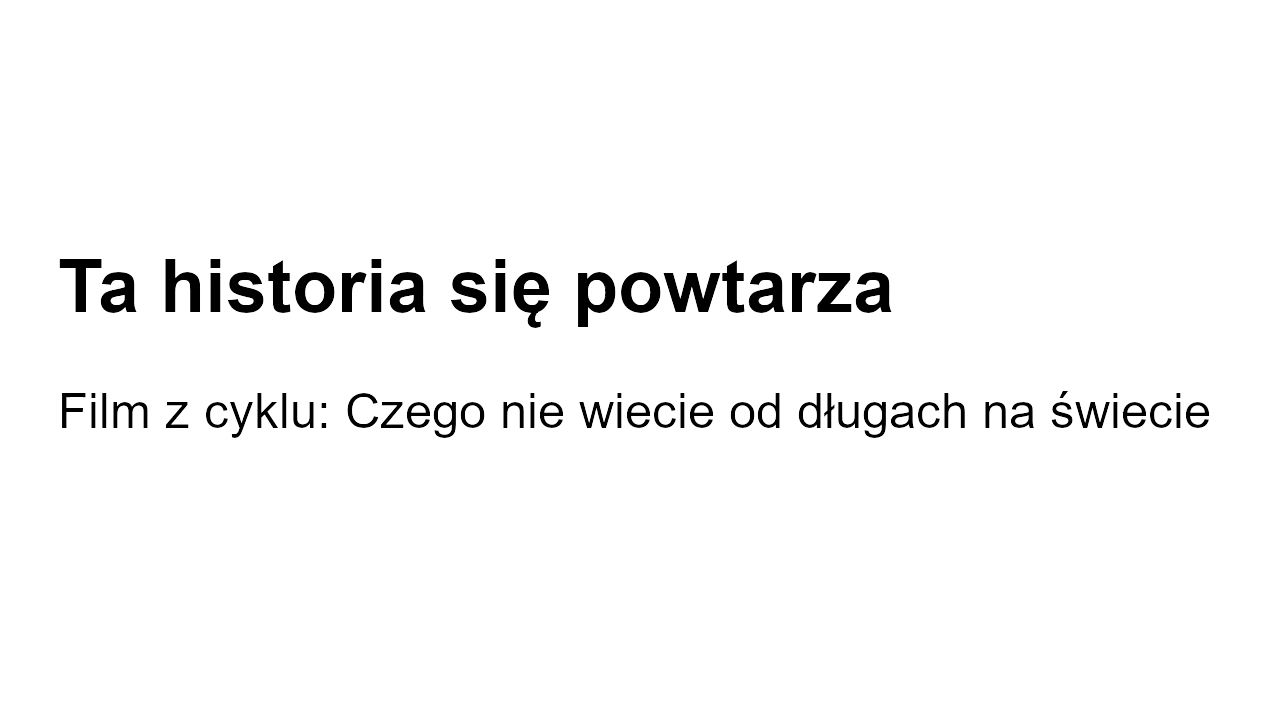 Ta historia się powtarza
Film z cyklu: Czego nie wiecie od długach na świecie